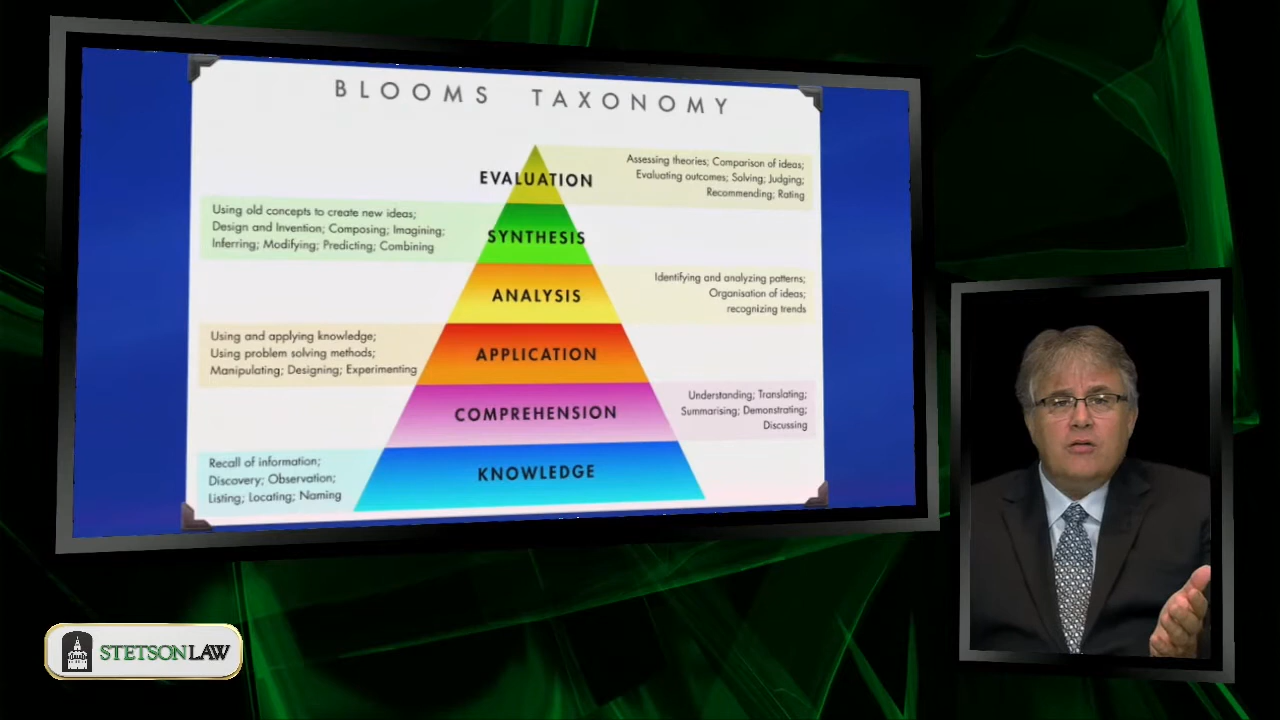 BLOOMS TAXONOMY
EVALUATION
Assessing theories; Comparison of ideas;
Evaluating outcomes; Solving; Judging;
Recommending; Rating
Using old concepts to create new ideas;
Design and Invention; Composing; Imagining;
Inferring; Modifying; Predicting; Combining
SYNTHESIS
ANALYSIS
Identifying and analyzing patterns;
Organisation of ideas;
recognizing trends
Using and applying knowledge;
Using problem solving methods;
Manipulating; Designing; Experimenting
APPLICATION
COMPREHENSION
Understanding; Translating;
Summarising; Demonstrating;
Discussing
Recall of information;
Discovery; Observation;
Listing; Locating; Naming
KNOWLEDGE
STETSON LAW